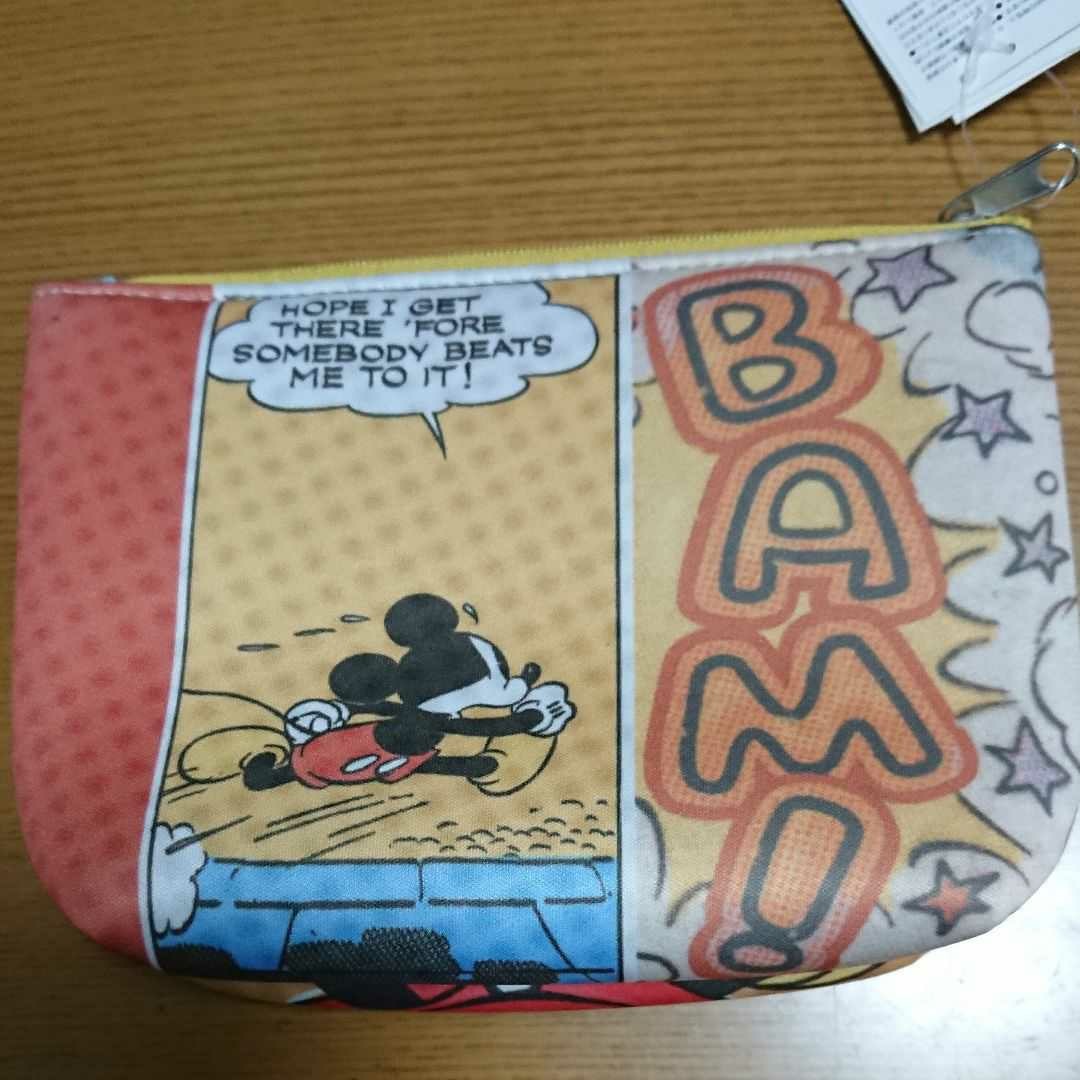 HOPE I GET
THERE 'FORE
SOMEBODY BEATS
ME TO IT!
BAM!